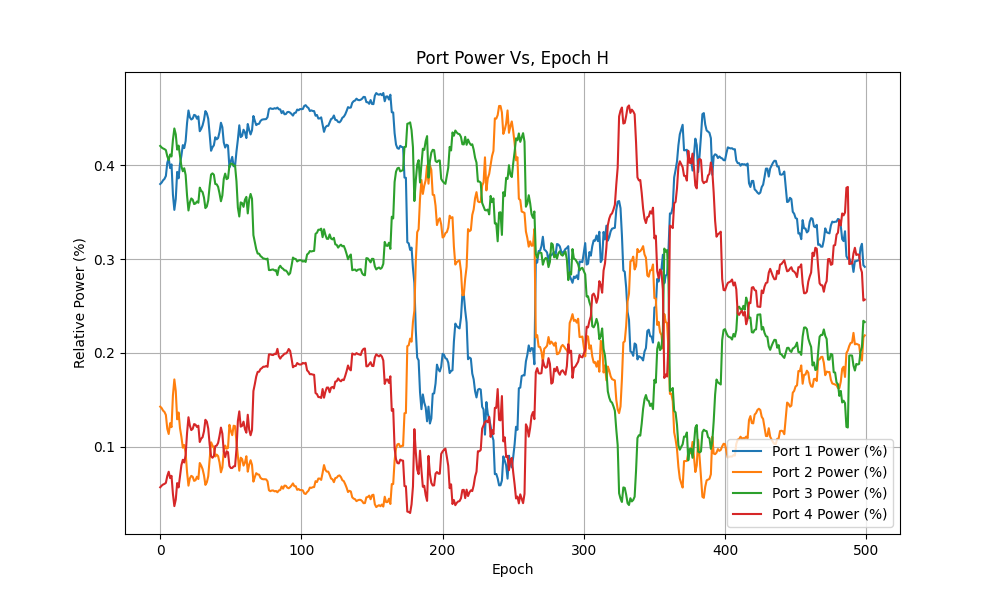 Port Power Vs, Epoch H
Relative Power (%)
0.4
0.3
0.2
0.1
0
100
200
300
400
500
Epoch
Port 1 Power (%)
Port 2 Power (%)
Port 3 Power (%)
Port 4 Power (%)